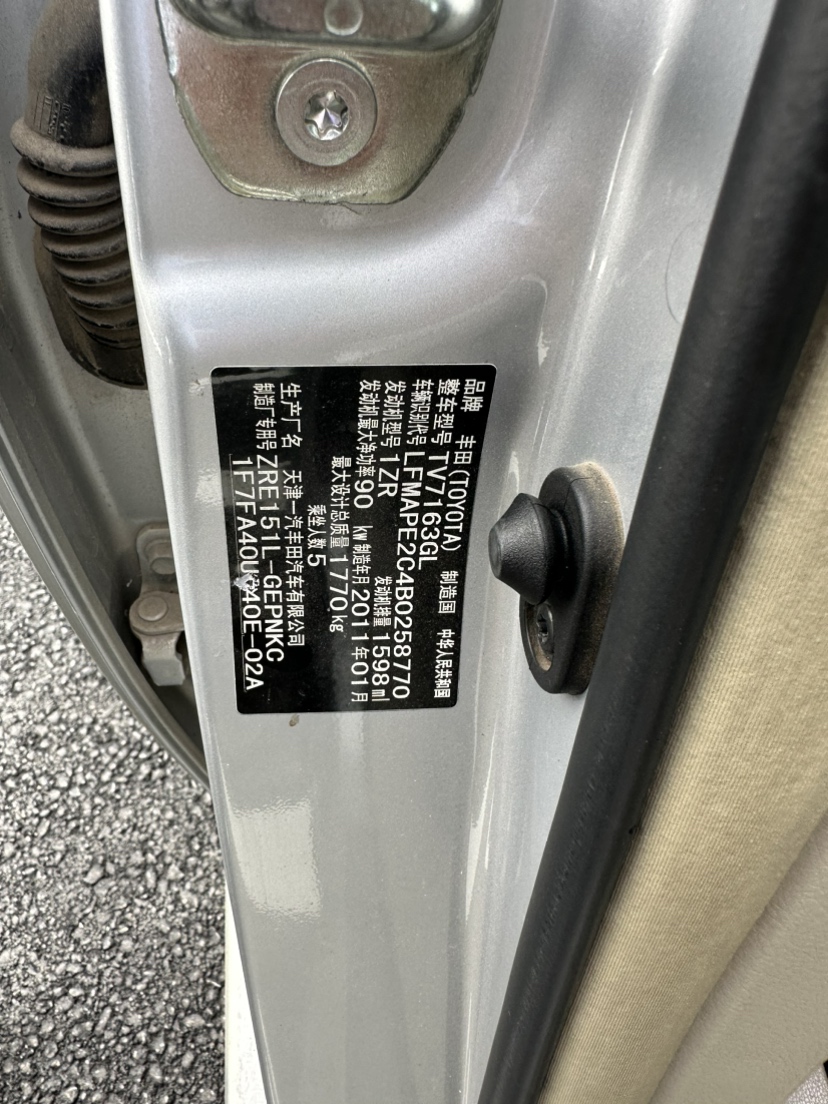 品牌 丰田(TOYOTA) 制造国 中华人民共和国
整车型号 TV7163GL
车辆识别代号 LFMAPE2C4B0258770
发动机型号 1ZR 发动机排量 1598 ml
发动机最大净功率 90 kW 制造年月 2011年01月
最大设计总质量 1770 kg
乘坐人数 5
生产厂名 天津一汽丰田汽车有限公司
制造厂专用号 ZRE151L-GEPNKC